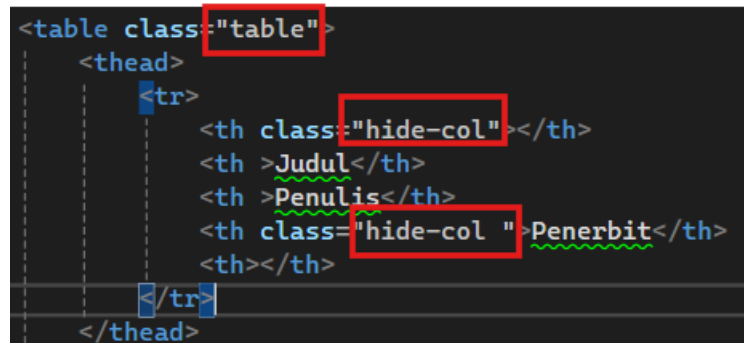 <table class="table">
<thead>
<tr>
<th class="hide-col"></th>
<th >Judul</th>
<th >Penulis</th>
<th class="hide-col ">Penerbit</th>
<th></th>
</tr>
</thead>